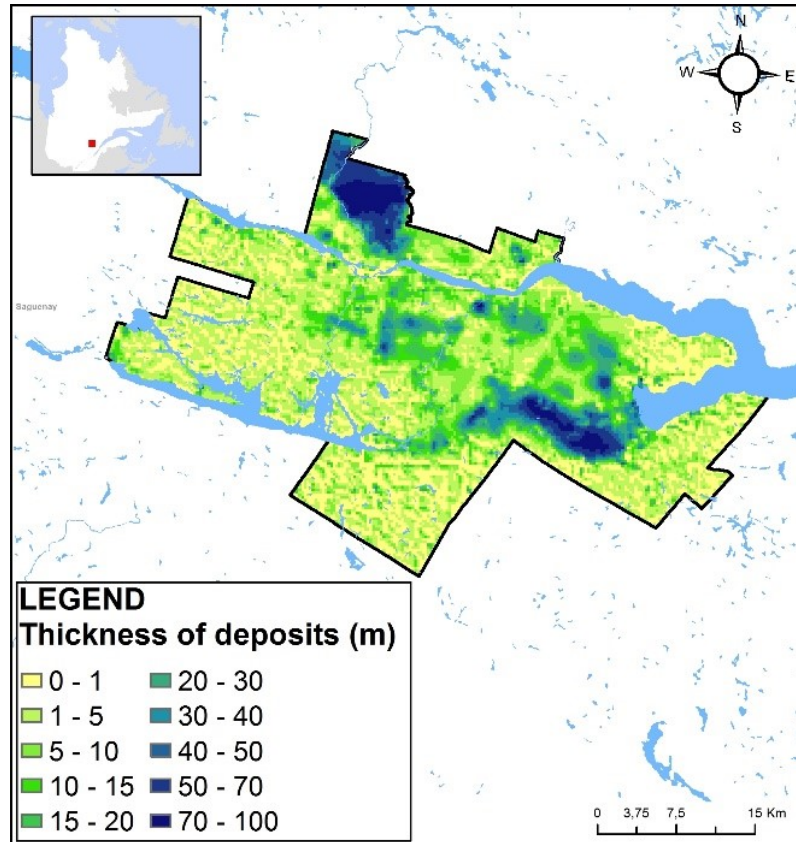 N
W E
S
Saguenay
LEGEND
Thickness of deposits (m)
0 - 1 20 - 30
1 - 5 30 - 40
5 - 10 40 - 50
10 - 15 50 - 70
15 - 20 70 - 100
0 3,75 7,5 15 Km